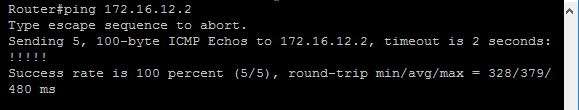 Router#ping 172.16.12.2
Type escape sequence to abort.
Sending 5, 100-byte ICMP Echos to 172.16.12.2, timeout is 2 seconds:
!!!!!
Success rate is 100 percent (5/5), round-trip min/avg/max = 328/379/
480 ms